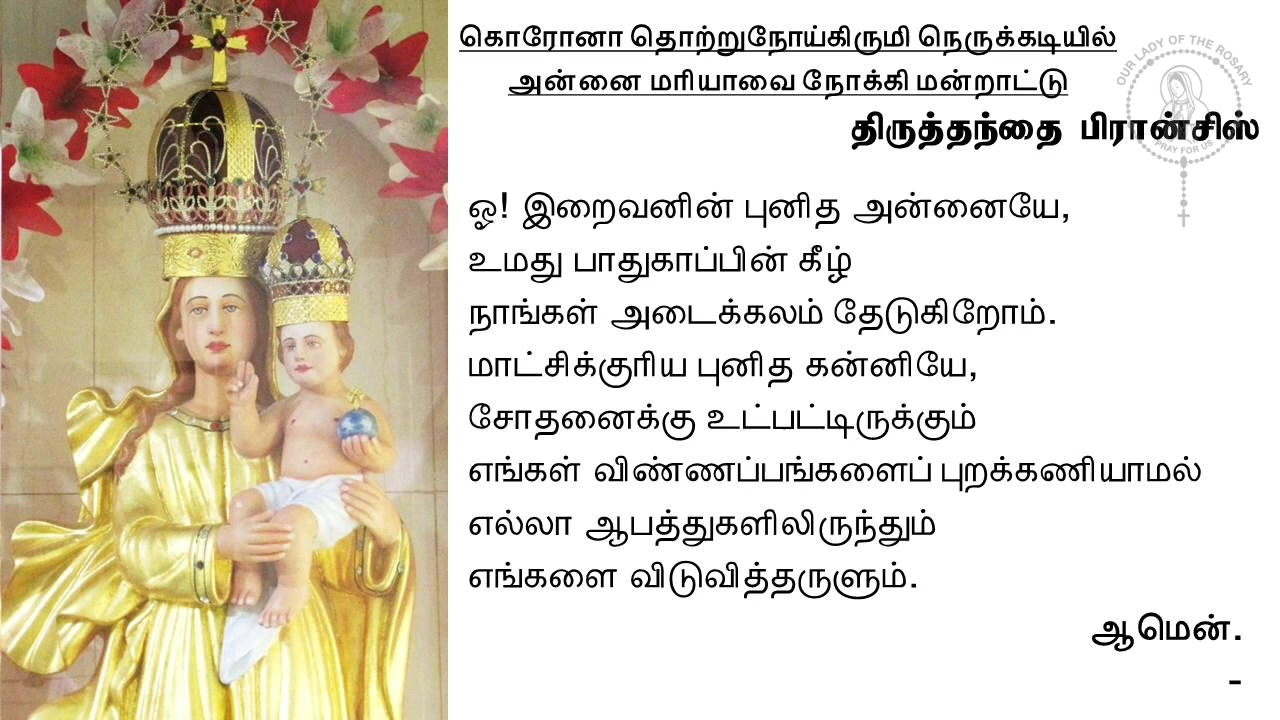 கொரோனா தொற்றுநோய்கிருமி நெருக்கடியில்
அன்னை மரியாவை நோக்கி மன்றாட்டு
திருத்தந்தை பிரான்சிஸ்
OUR LADY OF THE ROSARY
PRAY FOR US
ஓ! இறைவனின் புனித அன்னையே,
உமது பாதுகாப்பின் கீழ்
நாங்கள் அடைக்கலம் தேடுகிறோம்.
மாட்சிக்குரிய புனித கன்னியே,
சோதனைக்கு உட்பட்டிருக்கும்
எங்கள் விண்ணப்பங்களைப் புறக்கணியாமல்
எல்லா ஆபத்துகளிலிருந்தும்
எங்களை விடுவித்தருளும்.
ஆமென்.
-